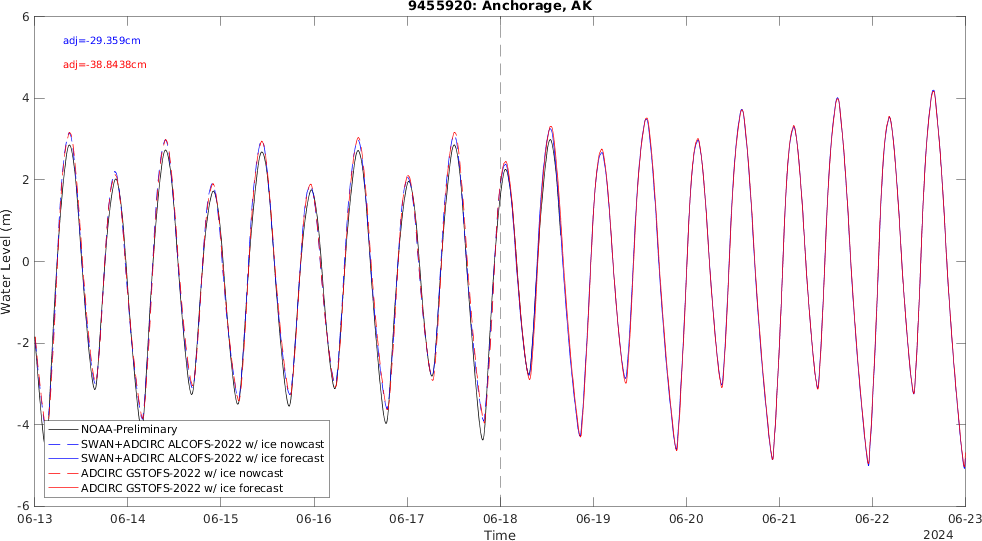 9455920: Anchorage, AK
adj=-29.359cm
adj=-38.8438cm
6
4
2
0
-2
-4
-6
Water Level (m)
NOAA-Preliminary
SWAN+ADCIRC ALCOFS-2022 w/ ice nowcast
SWAN+ADCIRC ALCOFS-2022 w/ ice forecast
ADCIRC GSTOFS-2022 w/ ice nowcast
ADCIRC GSTOFS-2022 w/ ice forecast
06-13 06-14 06-15 06-16 06-17 06-18 06-19 06-20 06-21 06-22 06-23
Time
2024